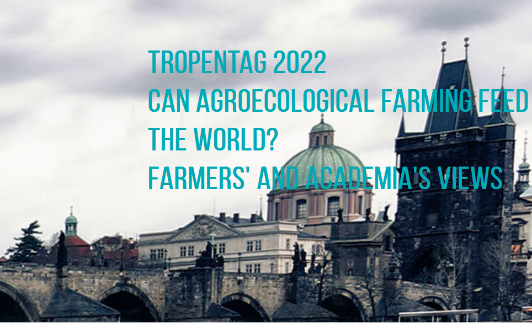 TROPENTAG 2022
CAN AGROECOLOGICAL FARMING FEED
THE WORLD?
FARMERS' AND ACADEMIA'S VIEWS